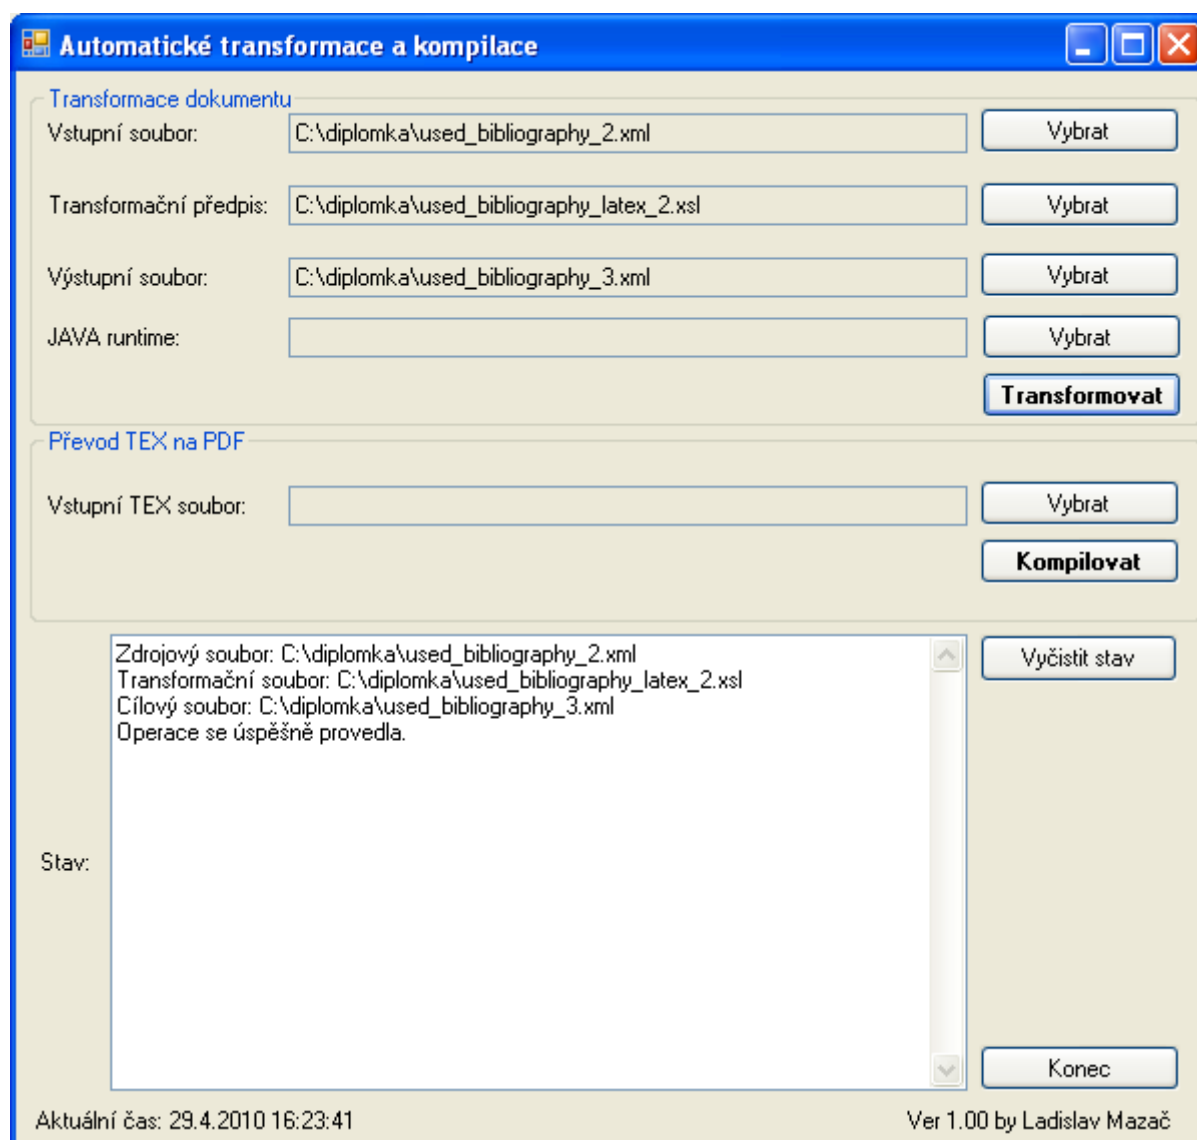 Automatické transformace a kompilace
Transformace dokumentu
Vstupní soubor: C:\diplomka\used_bibliography_2.xml Vybrat
Transformační předpis: C:\diplomka\used_bibliography_latex_2.xsl Vybrat
Výstupní soubor: C:\diplomka\used_bibliography_3.xml Vybrat
JAVA runtime: Vybrat
Transformovat
Převod TEX na PDF
Vstupní TEX soubor: Vybrat
Kompilovat
Zdrojový soubor: C:\diplomka\used_bibliography_2.xml
Transformační soubor: C:\diplomka\used_bibliography_latex_2.xsl
Cílový soubor: C:\diplomka\used_bibliography_3.xml
Operace se úspěšně provedla.
Vyčistit stav
Stav:
Konec
Aktuální čas: 29.4.2010 16:23:41 Ver 1.00 by Ladislav Mazač